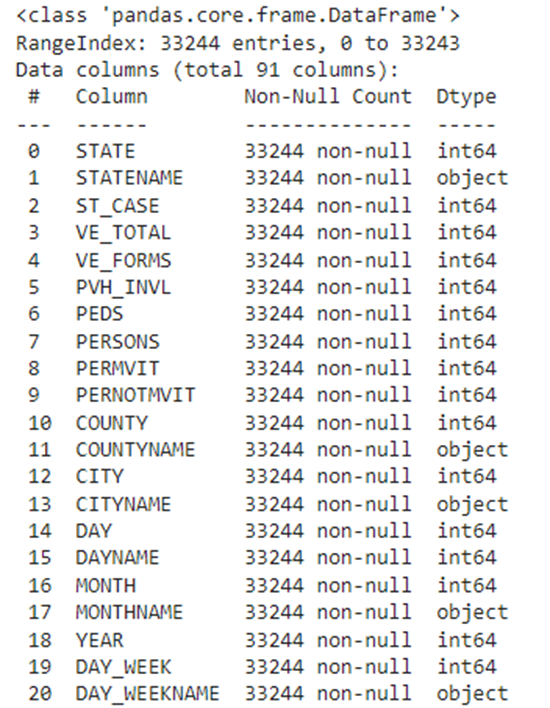 <class 'pandas.core.frame.DataFrame'>
RangeIndex: 33244 entries, 0 to 33243
Data columns (total 91 columns):
 #   Column       Non-Null Count  Dtype
---  ------       --------------  -----
 0   STATE        33244 non-null  int64
 1   STATENAME    33244 non-null  object
 2   ST_CASE      33244 non-null  int64
 3   VE_TOTAL     33244 non-null  int64
 4   VE_FORMS     33244 non-null  int64
 5   PVH_INVL     33244 non-null  int64
 6   PEDS         33244 non-null  int64
 7   PERSONS      33244 non-null  int64
 8   PERMVIT      33244 non-null  int64
 9   PERNOTMVIT   33244 non-null  int64
 10  COUNTY       33244 non-null  int64
 11  COUNTYNAME   33244 non-null  object
 12  CITY         33244 non-null  int64
 13  CITYNAME     33244 non-null  object
 14  DAY          33244 non-null  int64
 15  DAYNAME      33244 non-null  int64
 16  MONTH        33244 non-null  int64
 17  MONTHNAME    33244 non-null  object
 18  YEAR         33244 non-null  int64
 19  DAY_WEEK     33244 non-null  int64
 20  DAY_WEEKNAME 33244 non-null  object